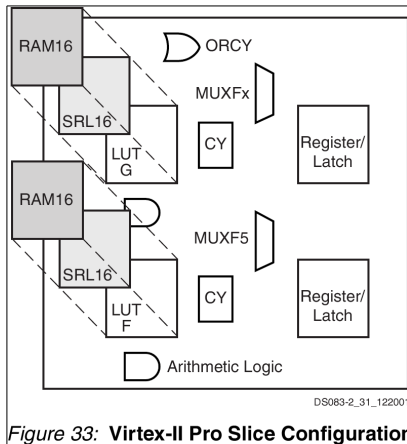 RAM16
ORCY
MUXFx
SRL16
CY
Register/
Latch
LUT
G
RAM16
MUXF5
SRL16
CY
Register/
Latch
LUT
F
Arithmetic Logic
DS083-2_31_122001
Figure 33: Virtex-II Pro Slice Configuration